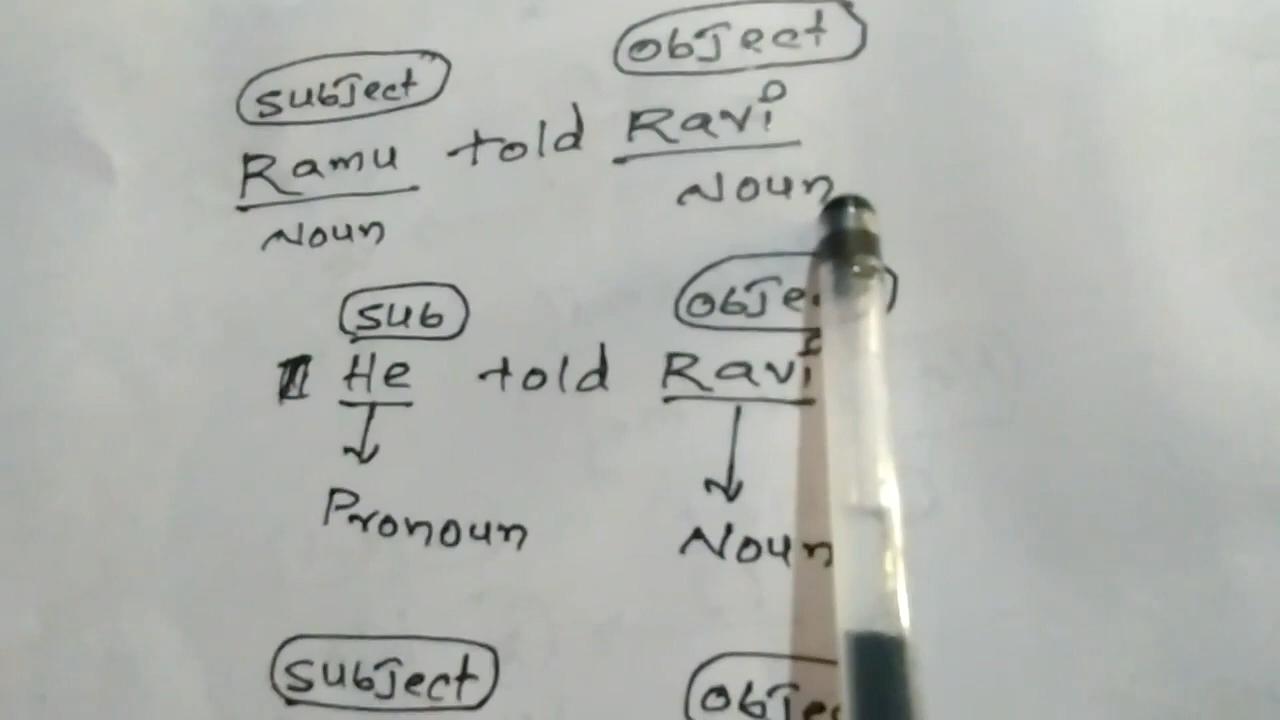 subject object
Ramu told Ravi
Noun Noun
sub
He told Ravi
Pronoun Noun
subject